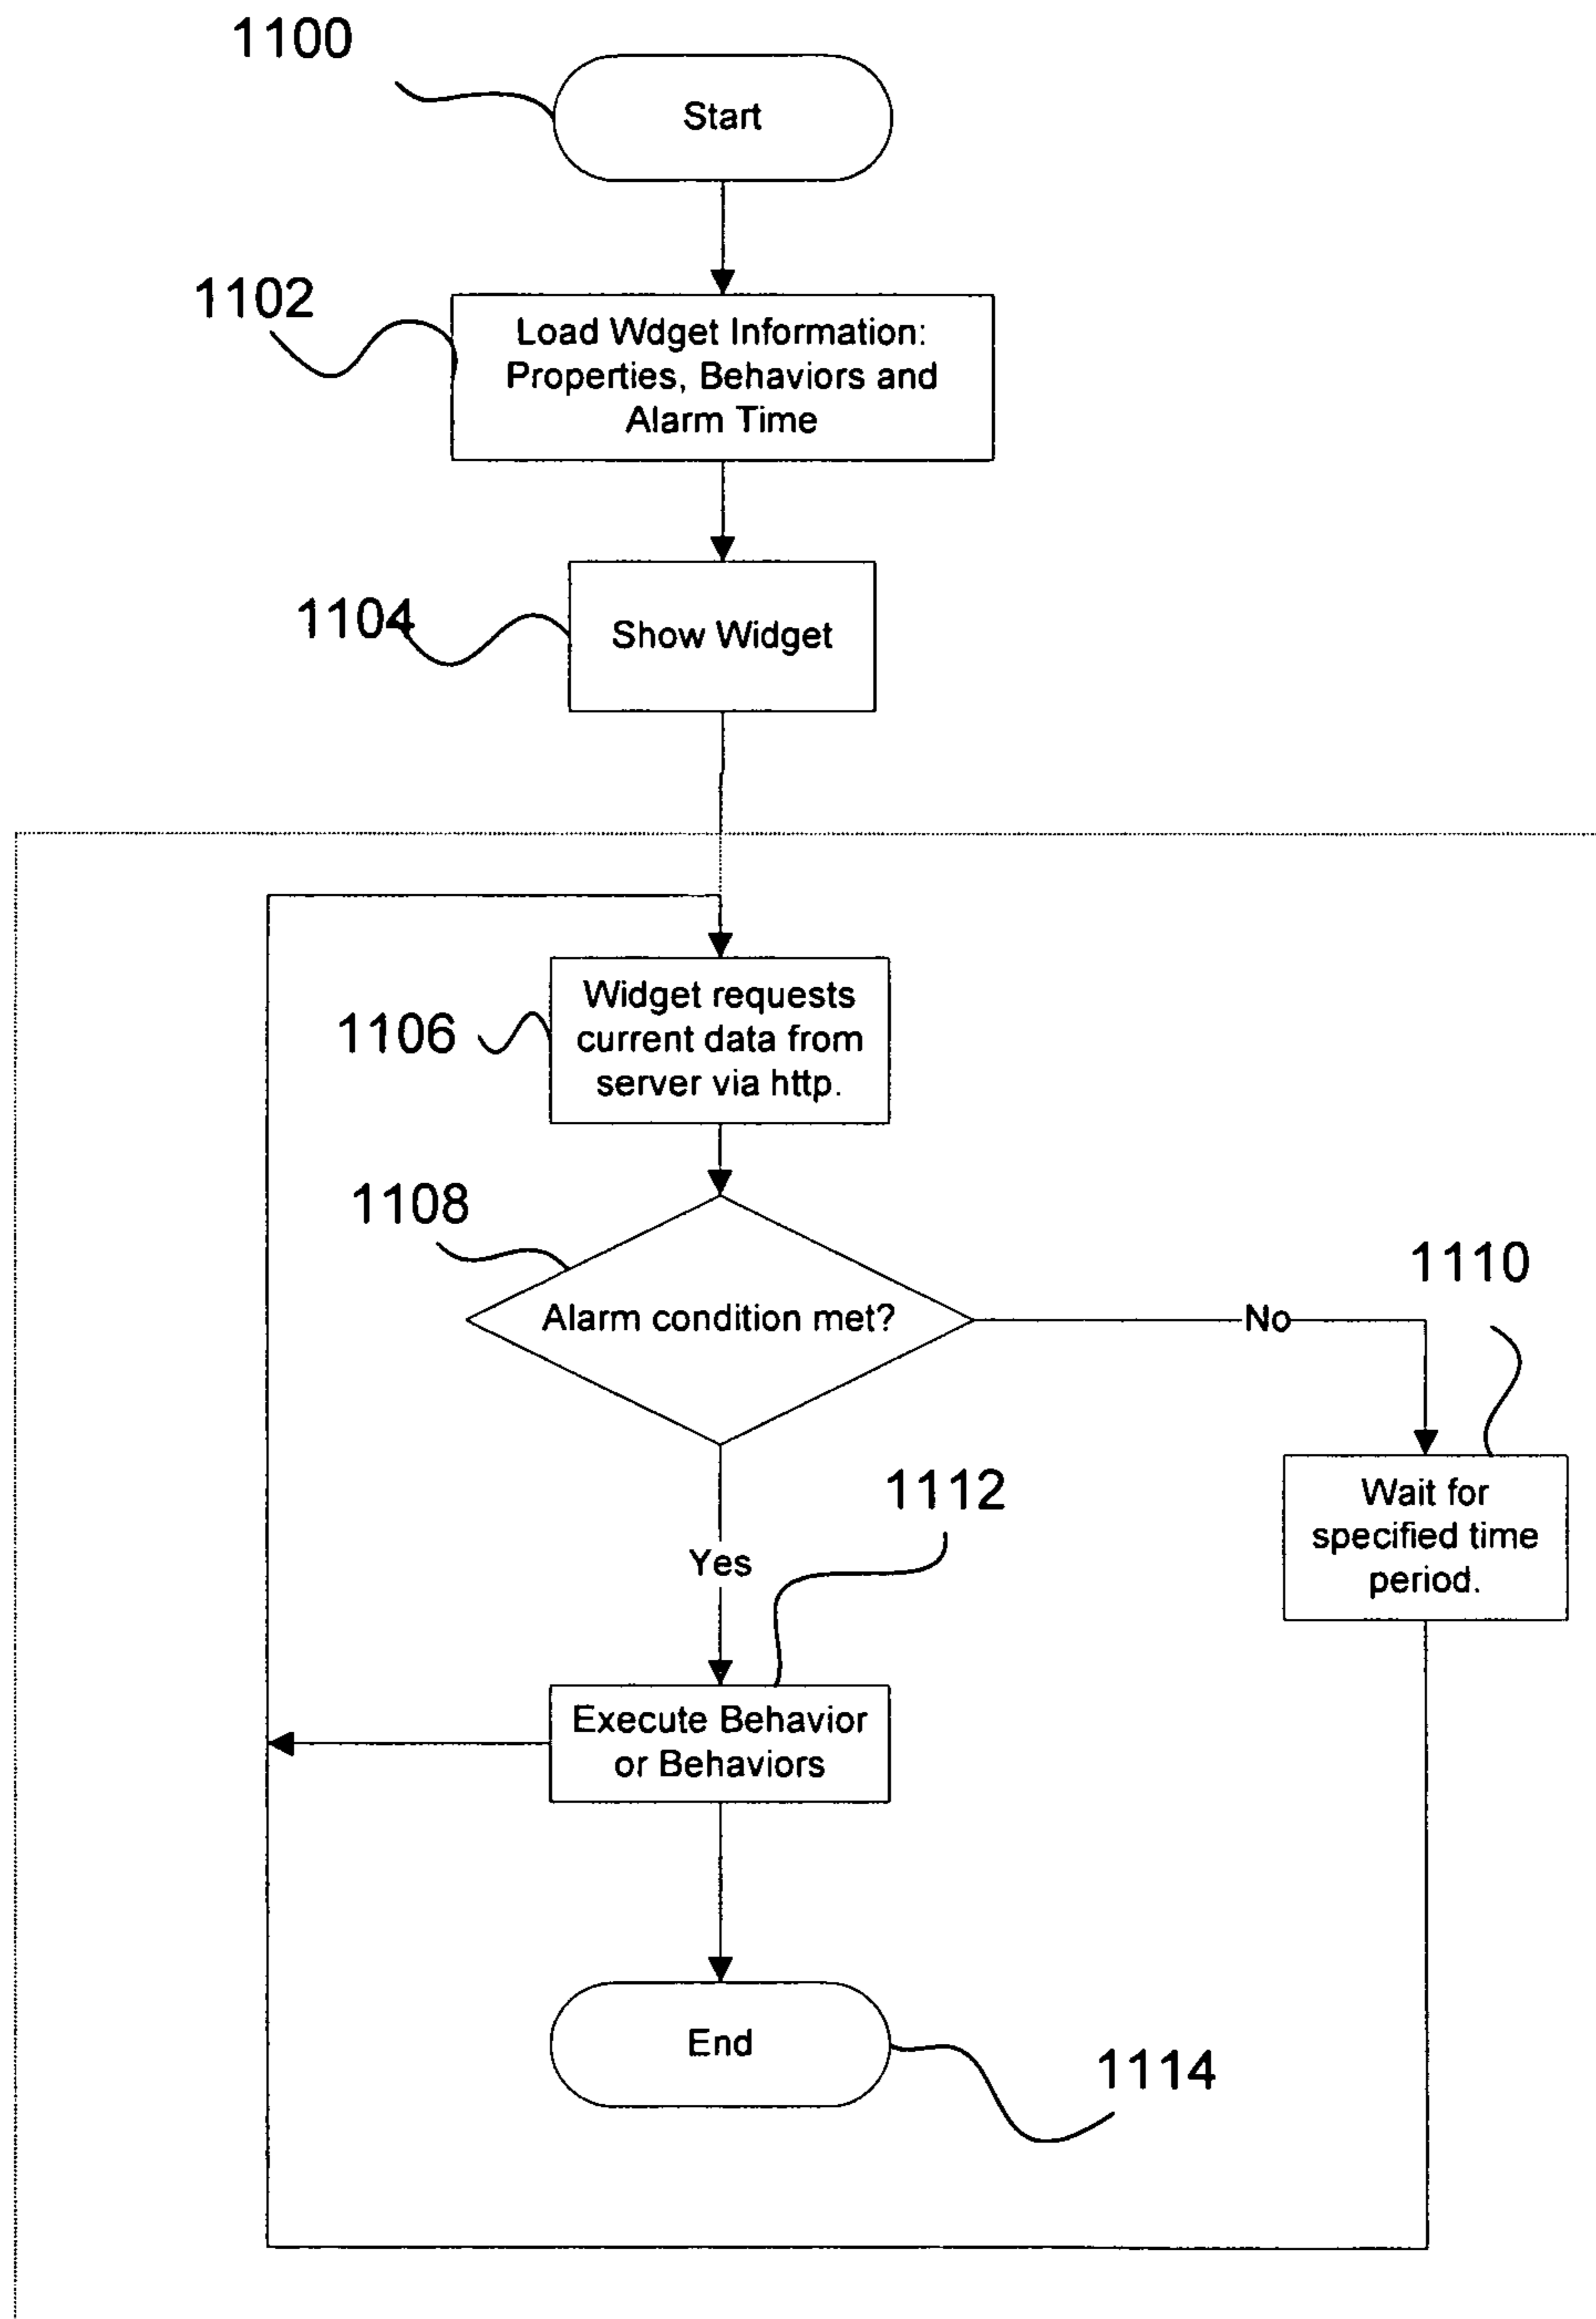 1100
Start
1102
Load Wdget Information:
Properties, Behaviors and
Alarm Time
1104
Show Widget
Widget requests
current data from
server via http.
1106
1108
Alarm condition met?
No
1110
Wait for
specified time
period.
Yes
1112
Execute Behavior
or Behaviors
End
1114